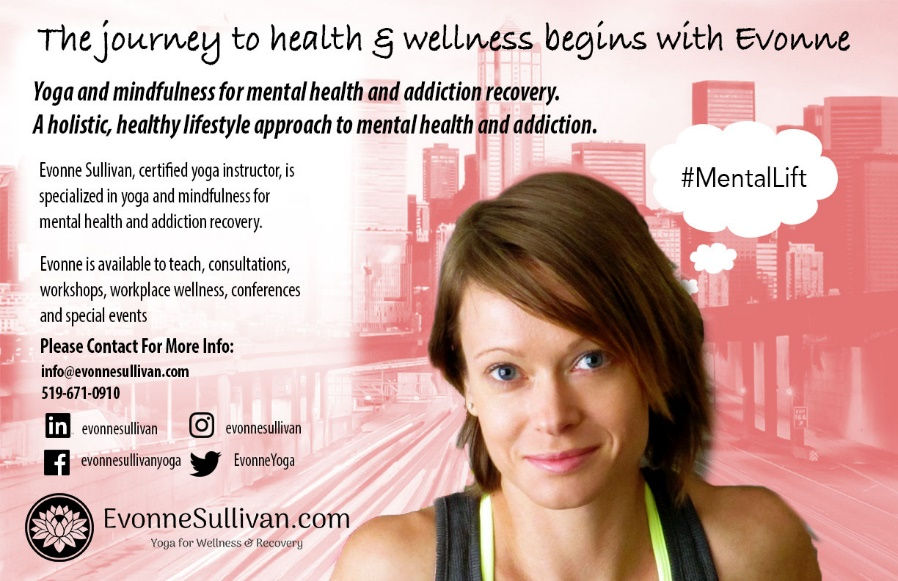 The journey to health & wellness begins with Evonne
Yoga and mindfulness for mental health and addiction recovery.
A holistic, healthy lifestyle approach to mental health and addiction.
#MentalLift
Evonne Sullivan, certified yoga instructor, is
specialized in yoga and mindfulness for
mental health and addiction recovery.
Evonne is available to teach, consultations,
workshops, workplace wellness, conferences
and special events
Please Contact For More Info:
info@evonnesullivan.com
519-671-0910
evonnesullivan
evonnesullivan
evonnesullivanyoga
EvonneYoga
EvonneSullivan.com
Yoga for Wellness & Recovery